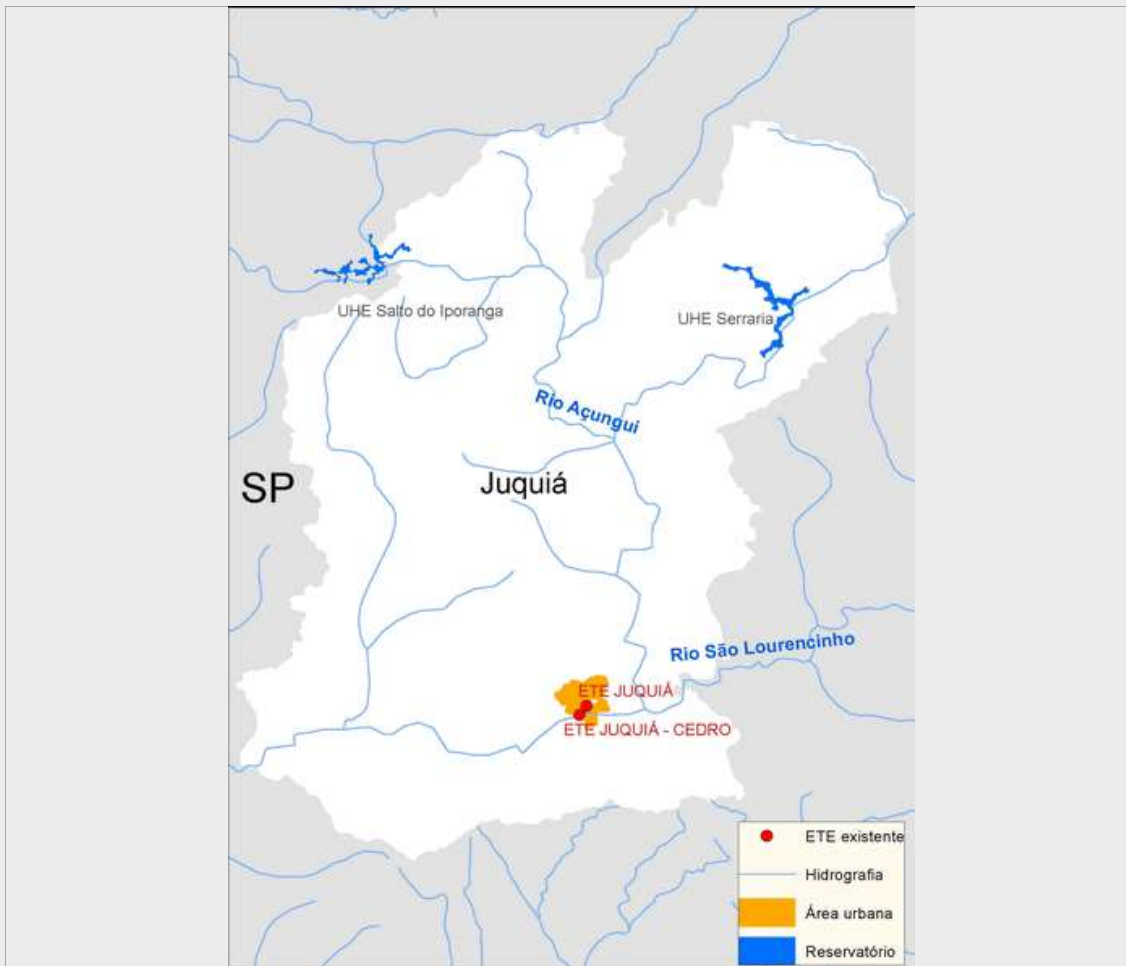 UHE Salto do Iporanga
UHE Serraria
Rio Açungui
SP
Juquiá
Rio São Lourencinho
ETE JUQUIÁ
ETE JUQUIÁ - CEDRO
ETE existente
Hidrografia
Área urbana
Reservatório